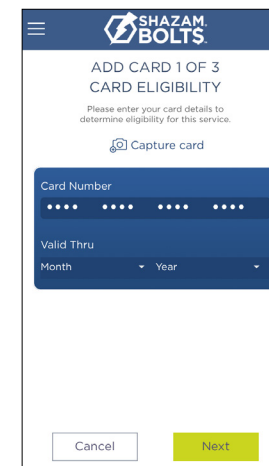 SHAZAM.
BOLT$.
ADD CARD 1 OF 3
CARD ELIGIBILITY
Please enter your card details to
determine eligibility for this service.
Capture card
Card Number
•••• •••• •••• ••••
Valid Thru
Month Year
Cancel Next